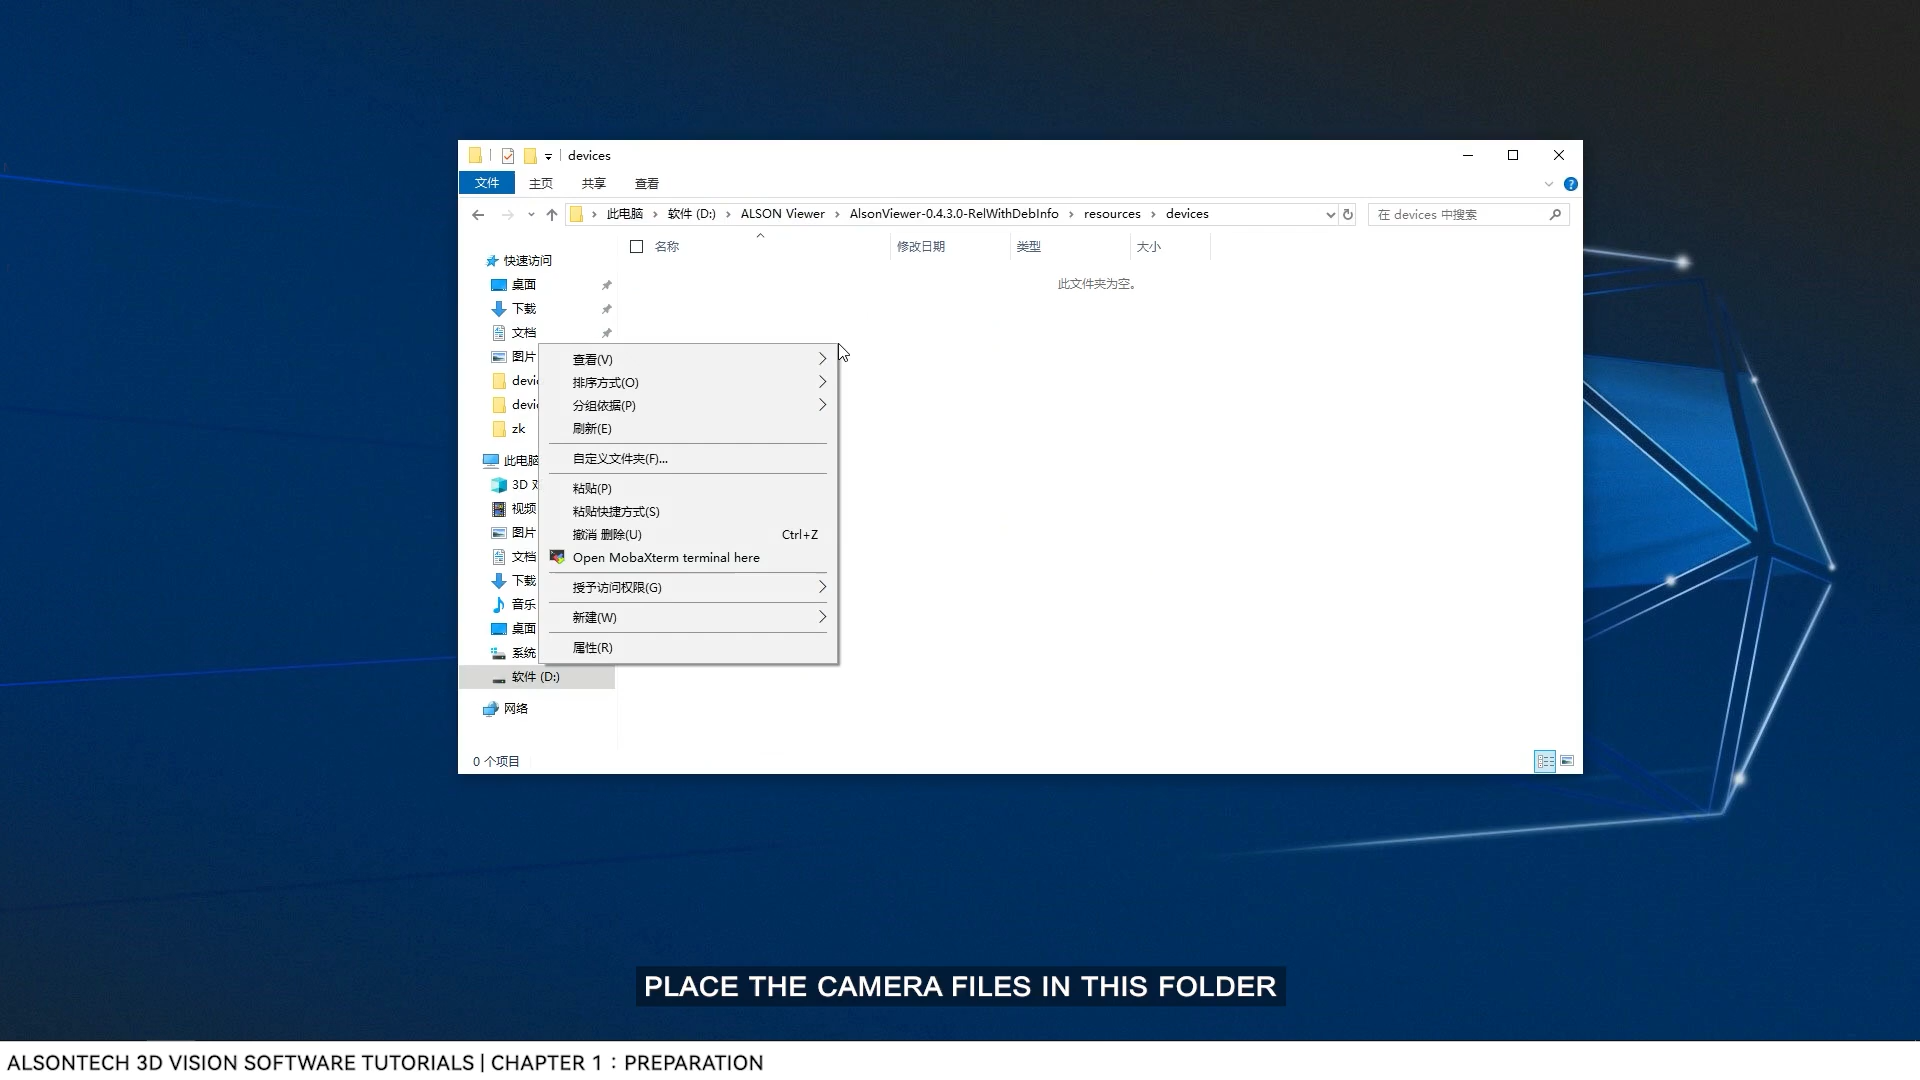 devices
文件 主页 共享 查看
此电脑 软件 (D:) ALSON Viewer AlsonViewer-0.4.3.0-RelWithDebInfo resources devices
在 devices 中搜索
名称 修改日期 类型 大小
此文件夹为空。
快速访问
桌面
下载
文档
图片
devic
devic
zk
此电脑
3D 对
视频
图片
文档
下载
音乐
桌面
系统
软件 (D:)
网络
查看(V)
排序方式(O)
分组依据(P)
刷新(E)
自定义文件夹(F)...
粘贴(P)
粘贴快捷方式(S)
撤消 删除(U) Ctrl+Z
Open MobaXterm terminal here
授予访问权限(G)
新建(W)
属性(R)
0 个项目
PLACE THE CAMERA FILES IN THIS FOLDER
ALSONTECH 3D VISION SOFTWARE TUTORIALS | CHAPTER 1：PREPARATION